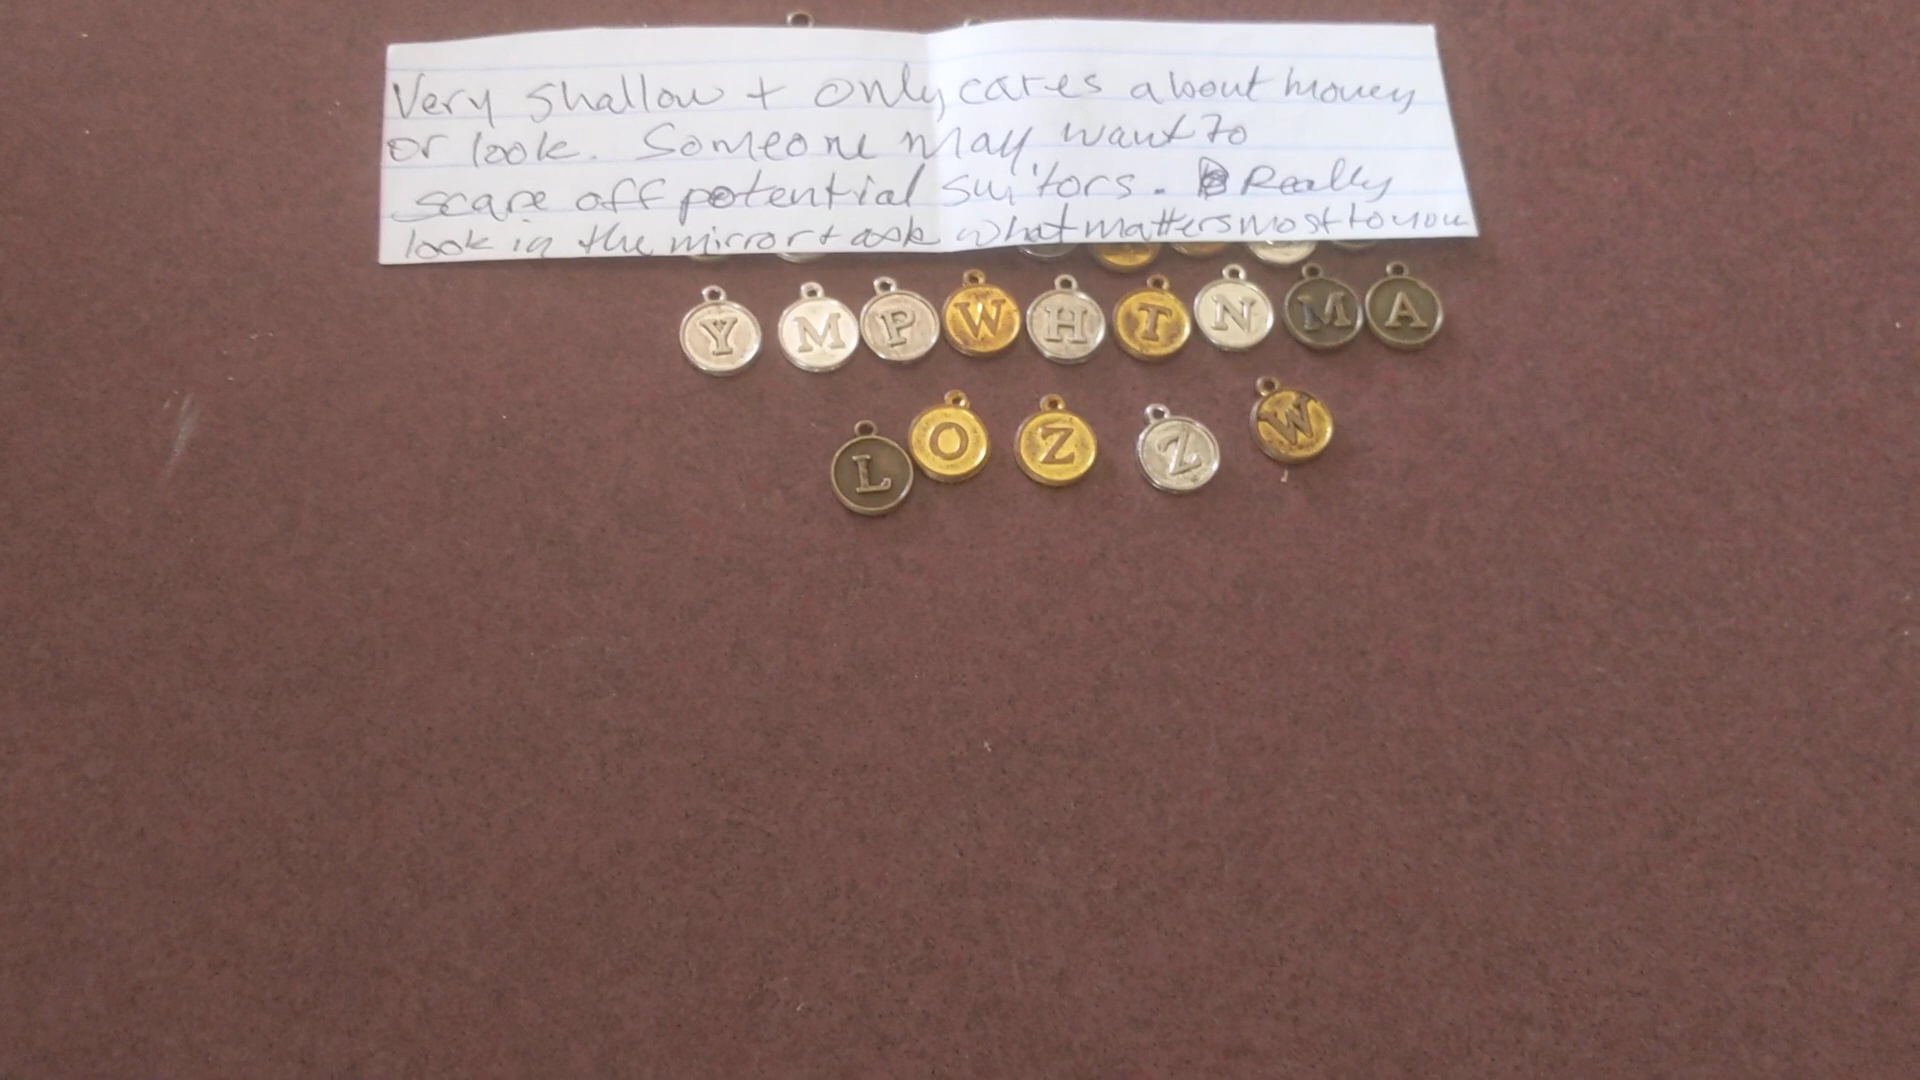 Very shallow + only cares about money
or look. Someone may want to
scare off potential suitors. Really
look in the mirror + ask what matters most to you
Y M P W H T N M A
L O Z Z W